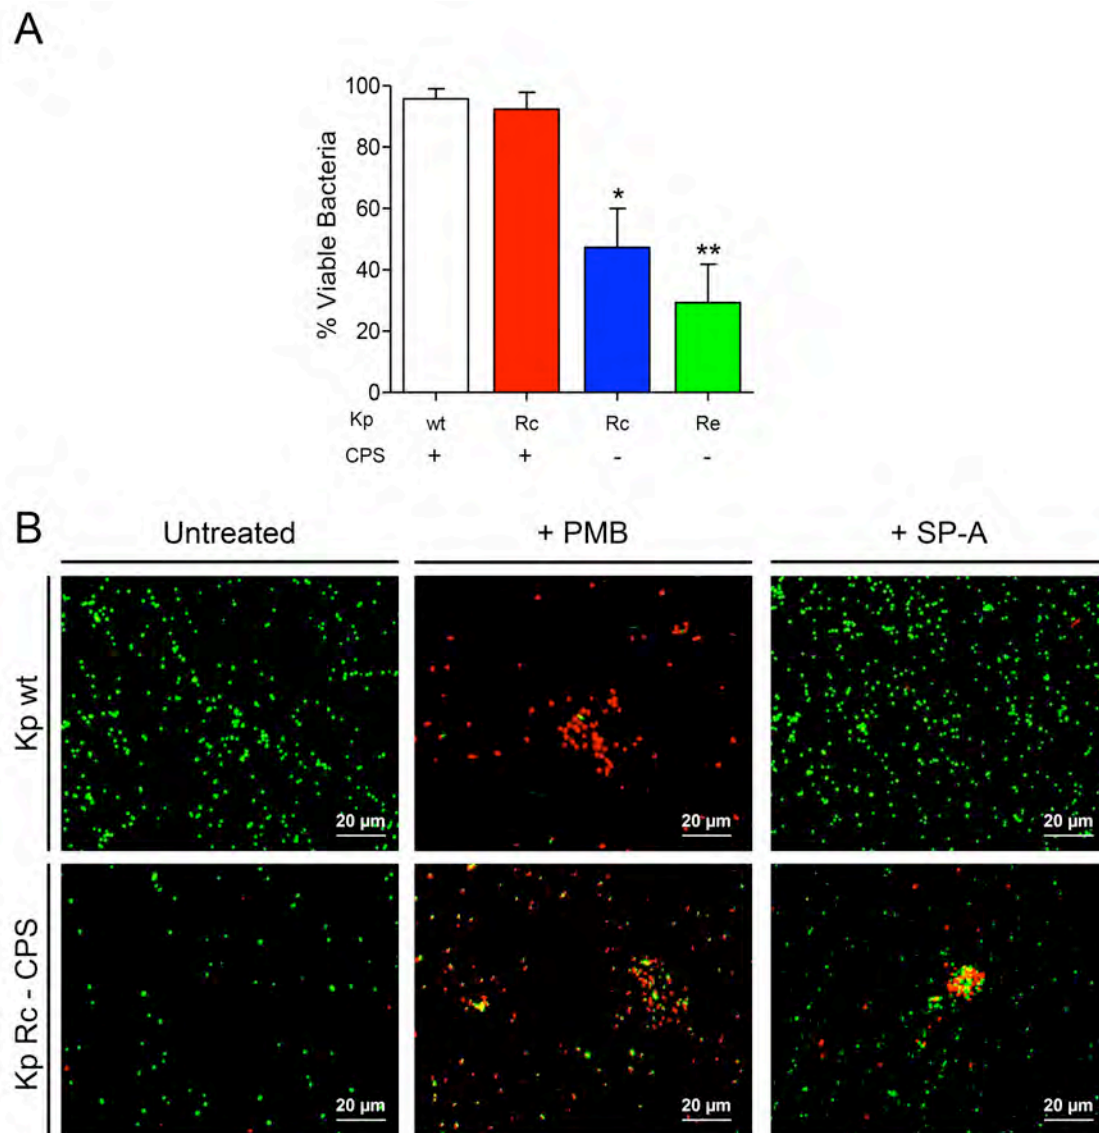 A
% Viable Bacteria
100
80
60
40
20
0
*
**
Kp wt Rc Rc Re
CPS + + - -
B
Untreated + PMB + SP-A
Kp wt
20 µm 20 µm 20 µm
Kp Rc - CPS
20 µm 20 µm 20 µm